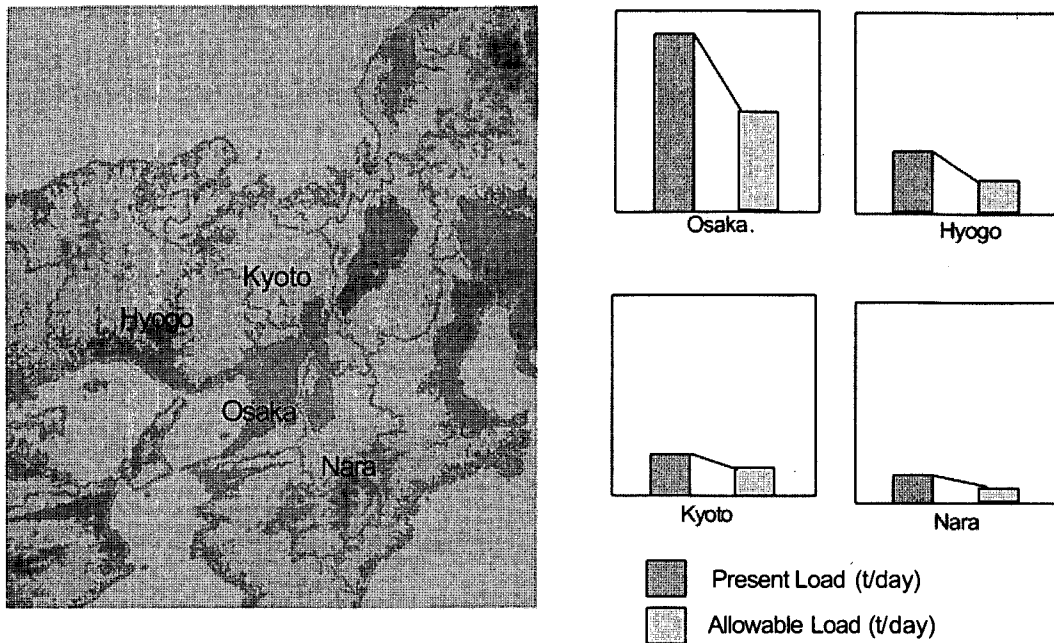 Kyoto
Hyogo
Osaka
Nara
Osaka.
Hyogo
Kyoto
Nara
Present Load (t/day)
Allowable Load (t/day)